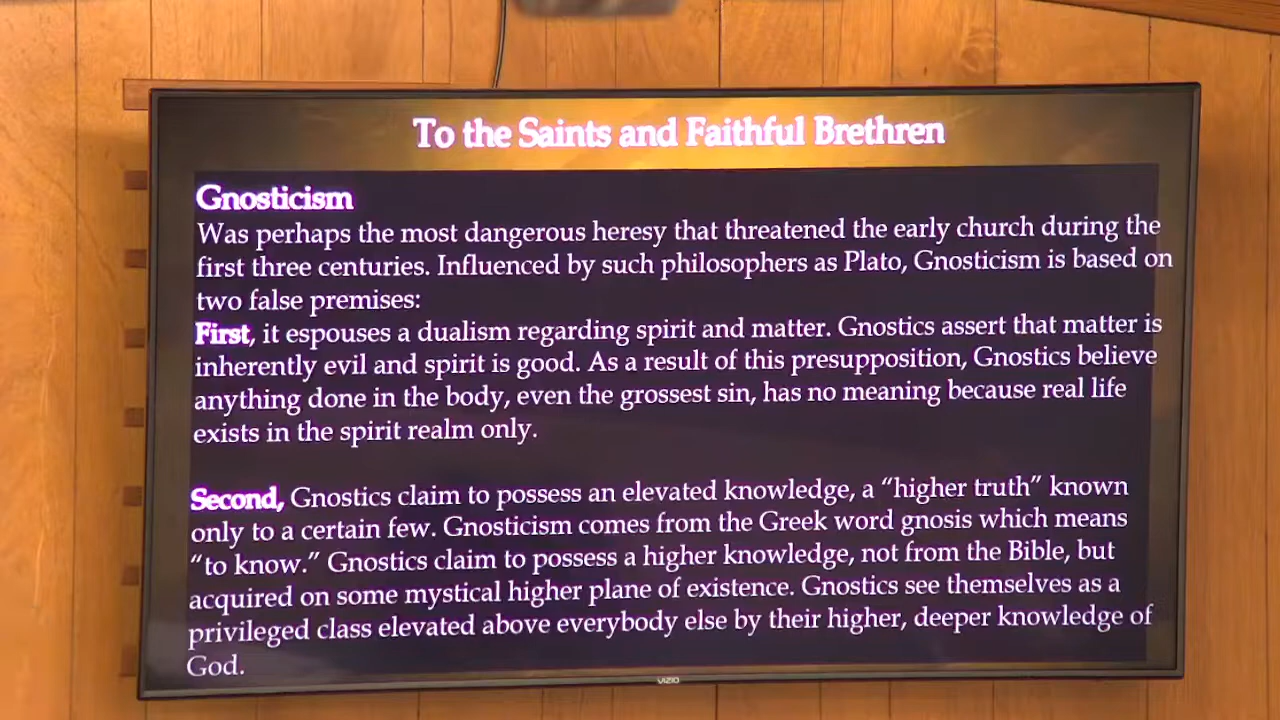 To the Saints and Faithful Brethren
Gnosticism
Was perhaps the most dangerous heresy that threatened the early church during the
first three centuries. Influenced by such philosophers as Plato, Gnosticism is based on
two false premises:
First, it espouses a dualism regarding spirit and matter. Gnostics assert that matter is
inherently evil and spirit is good. As a result of this presupposition, Gnostics believe
anything done in the body, even the grossest sin, has no meaning because real life
exists in the spirit realm only.
Second, Gnostics claim to possess an elevated knowledge, a “higher truth” known
only to a certain few. Gnosticism comes from the Greek word gnosis which means
“to know.” Gnostics claim to possess a higher knowledge, not from the Bible, but
acquired on some mystical higher plane of existence. Gnostics see themselves as a
privileged class elevated above everybody else by their higher, deeper knowledge of
God.
VIZIO